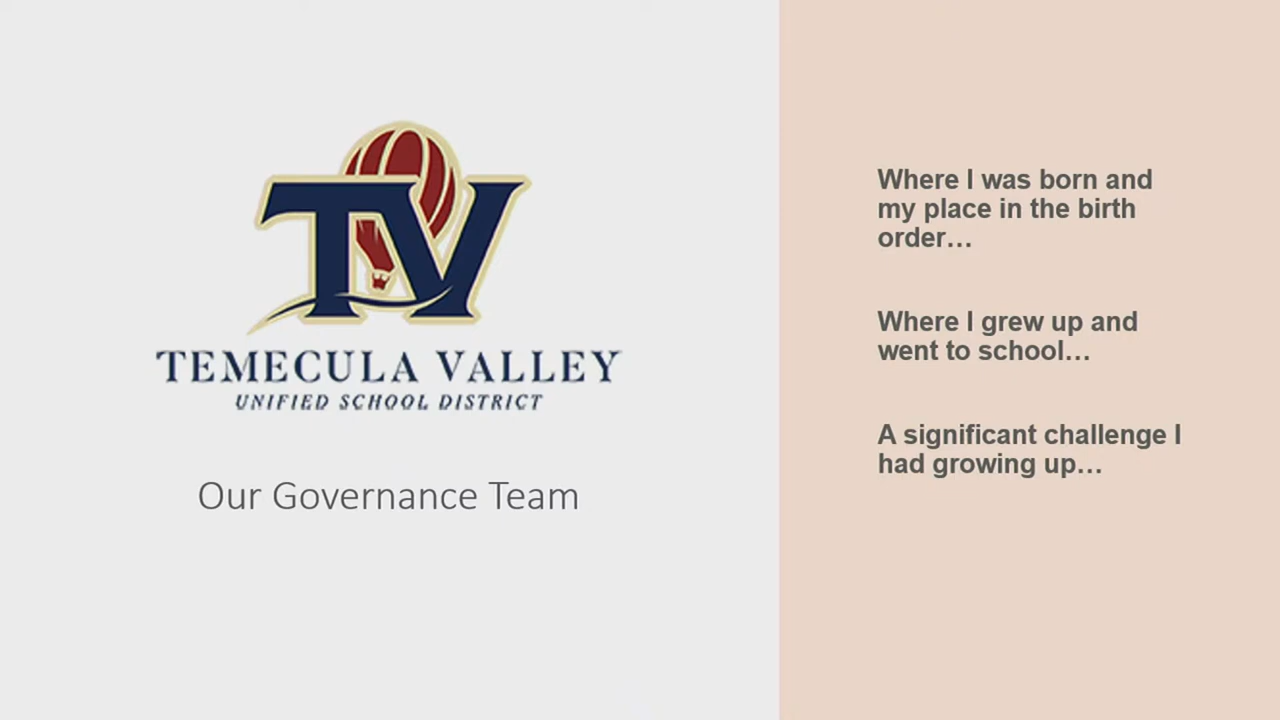 TV
TEMECULA VALLEY
UNIFIED SCHOOL DISTRICT
Our Governance Team
Where I was born and
my place in the birth
order…
Where I grew up and
went to school…
A significant challenge I
had growing up…